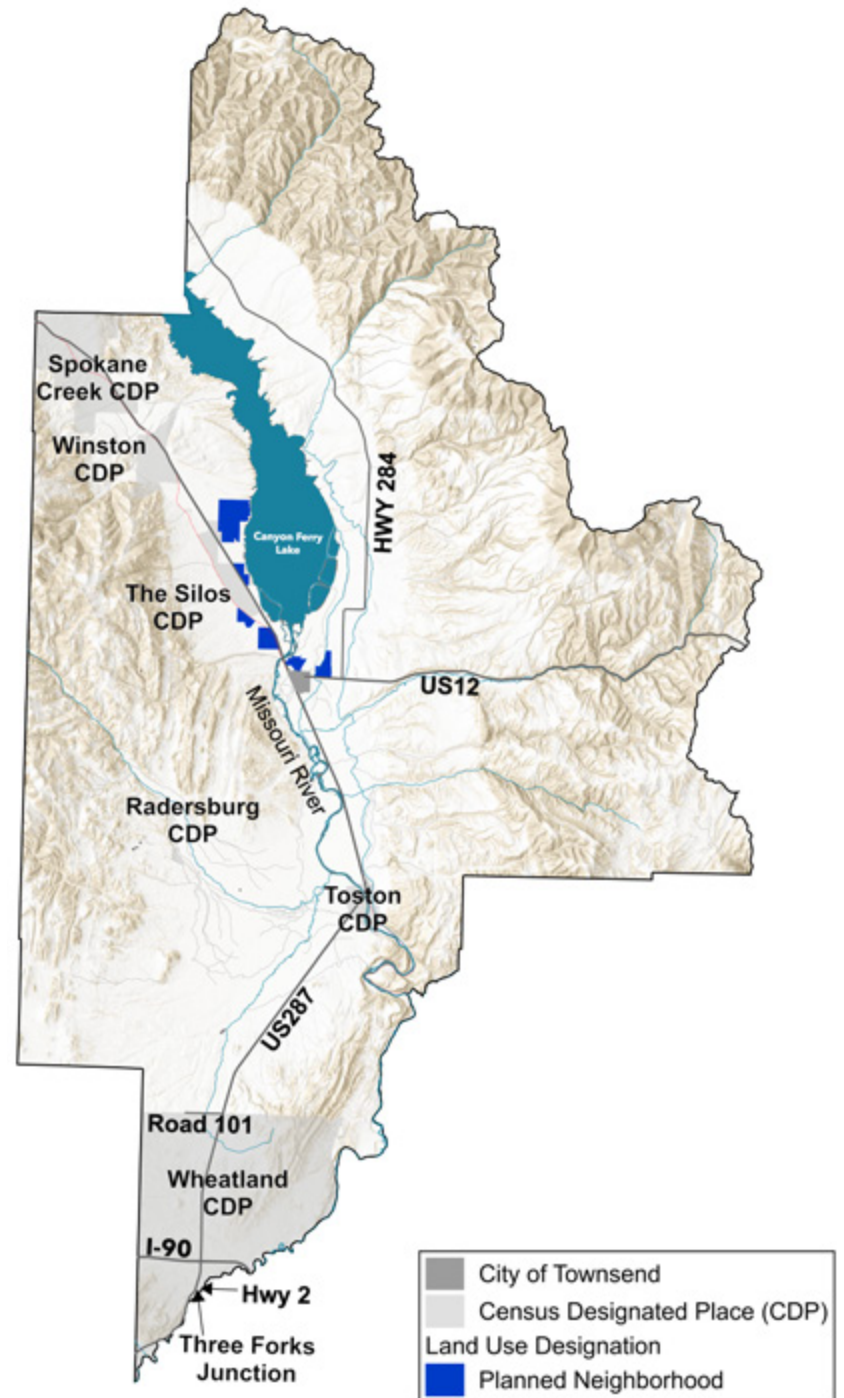 Spokane
Creek CDP
Winston
CDP
HWY 284
Canyon Ferry
Lake
The Silos
CDP
US12
Missouri River
Radersburg
CDP
Toston
CDP
US287
Road 101
Wheatland
CDP
I-90
Hwy 2
Three Forks
Junction
City of Townsend
Census Designated Place (CDP)
Land Use Designation
Planned Neighborhood